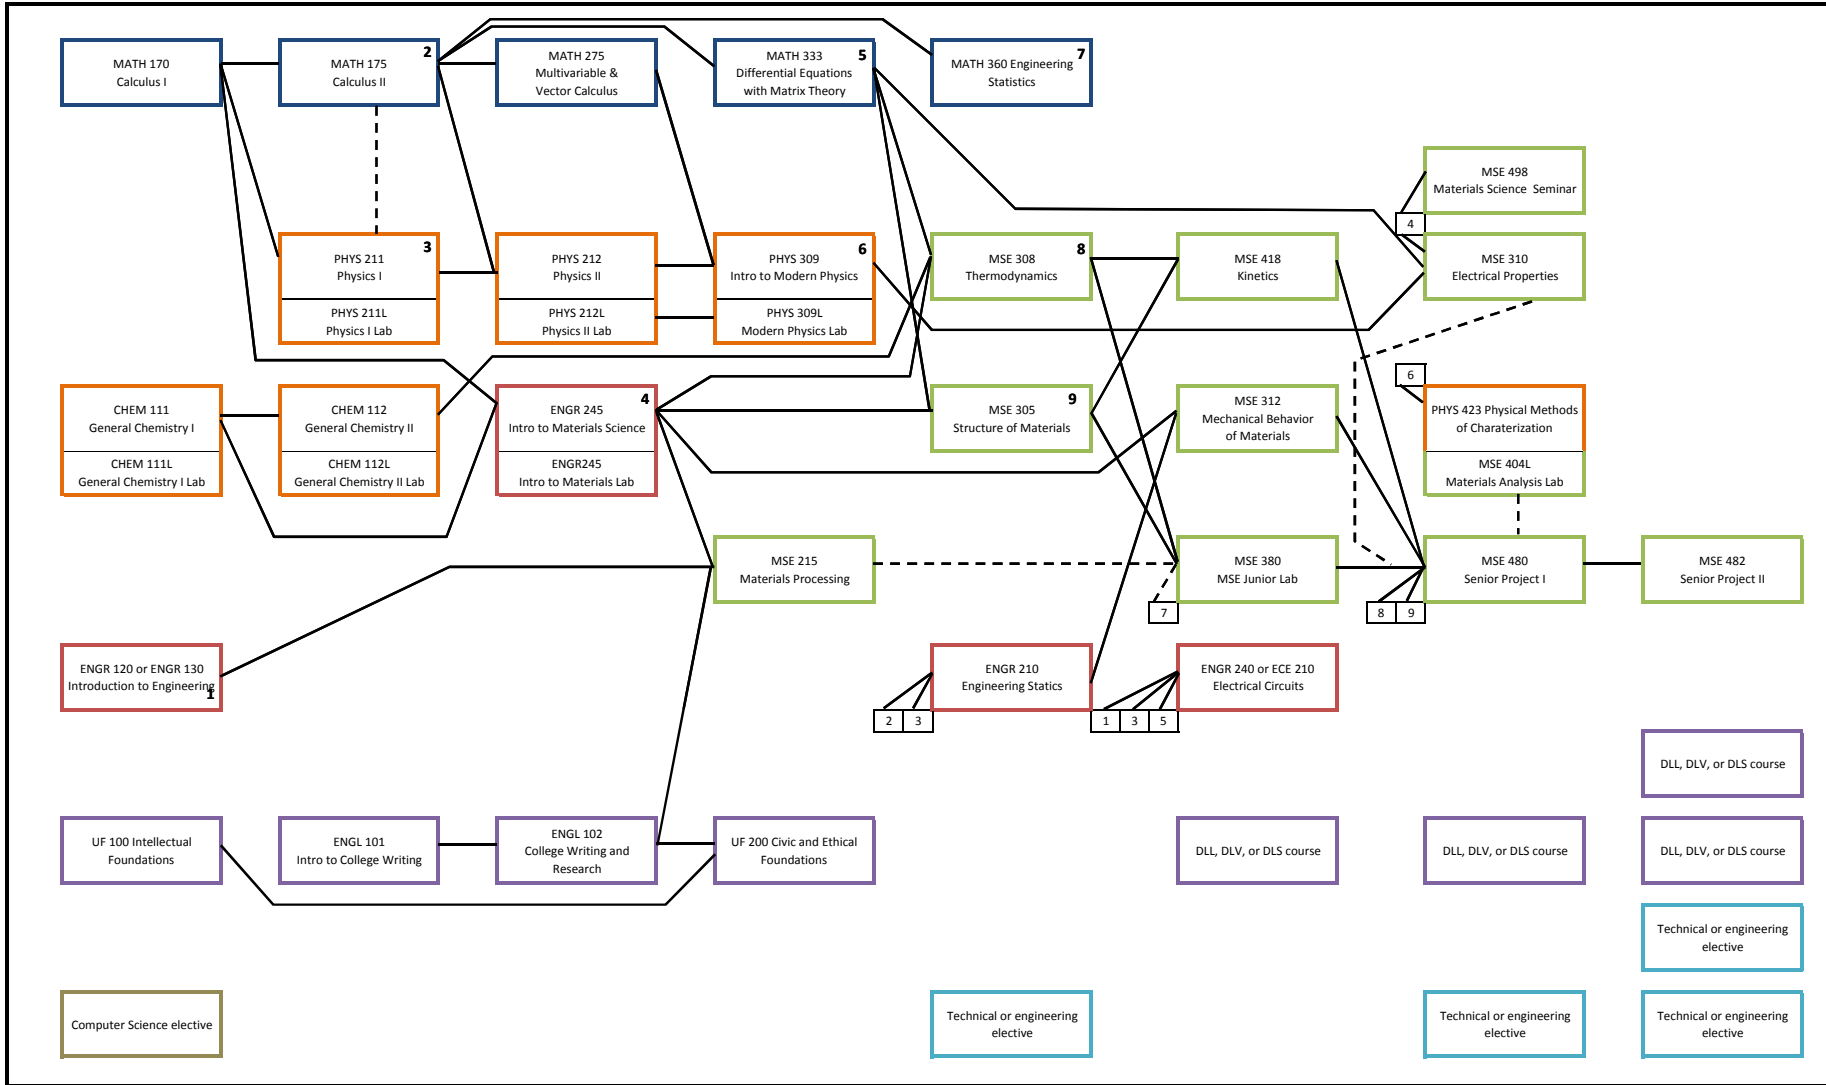 MATH 170
Calculus I
2
MATH 175
Calculus II
MATH 275
Multivariable &
Vector Calculus
5
MATH 333
Differential Equations
with Matrix Theory
7
MATH 360 Engineering
Statistics
MSE 498
Materials Science  Seminar
4
3
PHYS 211
Physics I
PHYS 211L
Physics I Lab
PHYS 212
Physics II
PHYS 212L
Physics II Lab
6
PHYS 309
Intro to Modern Physics
PHYS 309L
Modern Physics Lab
8
MSE 308
Thermodynamics
MSE 418
Kinetics
MSE 310
Electrical Properties
CHEM 111
General Chemistry I
CHEM 111L
General Chemistry I Lab
CHEM 112
General Chemistry II
CHEM 112L
General Chemistry II Lab
4
ENGR 245
Intro to Materials Science
ENGR245
Intro to Materials Lab
9
MSE 305
Structure of Materials
MSE 312
Mechanical Behavior
of Materials
6
PHYS 423 Physical Methods
of Charaterization
MSE 404L
Materials Analysis Lab
MSE 215
Materials Processing
MSE 380
MSE Junior Lab
7
MSE 480
Senior Project I
8
9
MSE 482
Senior Project II
ENGR 120 or ENGR 130
Introduction to Engineering
1
ENGR 210
Engineering Statics
2
3
ENGR 240 or ECE 210
Electrical Circuits
1
3
5
DLL, DLV, or DLS course
UF 100 Intellectual
Foundations
ENGL 101
Intro to College Writing
ENGL 102
College Writing and
Research
UF 200 Civic and Ethical
Foundations
DLL, DLV, or DLS course
DLL, DLV, or DLS course
DLL, DLV, or DLS course
Technical or engineering
elective
Computer Science elective
Technical or engineering
elective
Technical or engineering
elective
Technical or engineering
elective